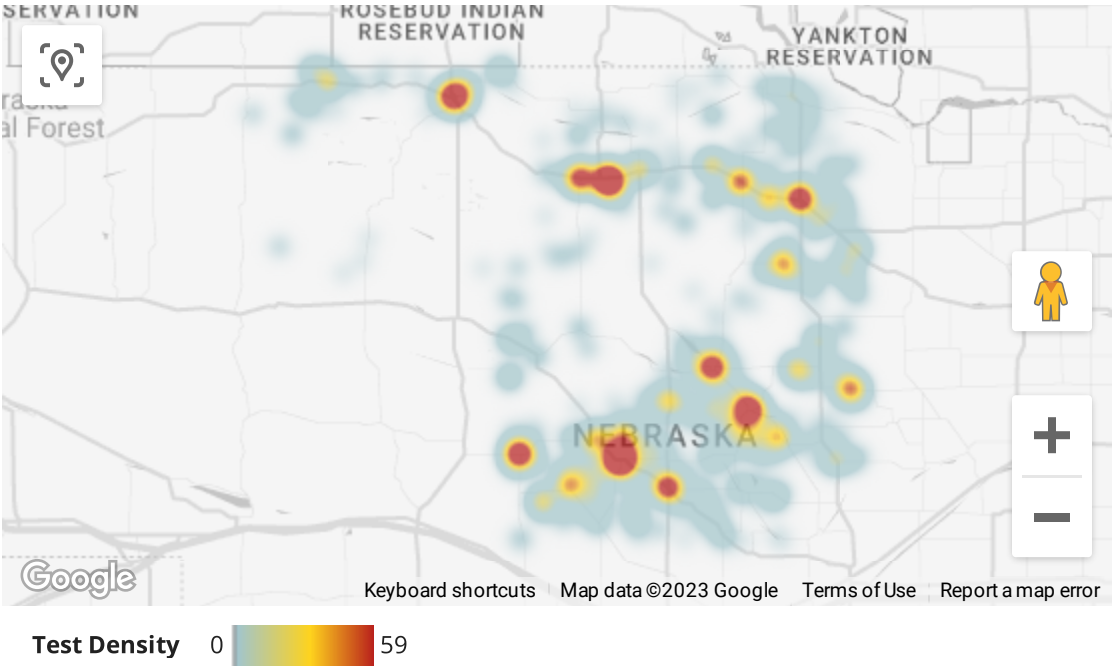 SERVATION
ROSEBUD INDIAN
RESERVATION
YANKTON
RESERVATION
raska
al Forest
NEBRASKA
Google
Keyboard shortcuts
Map data ©2023 Google
Terms of Use
Report a map error
Test Density 0 59